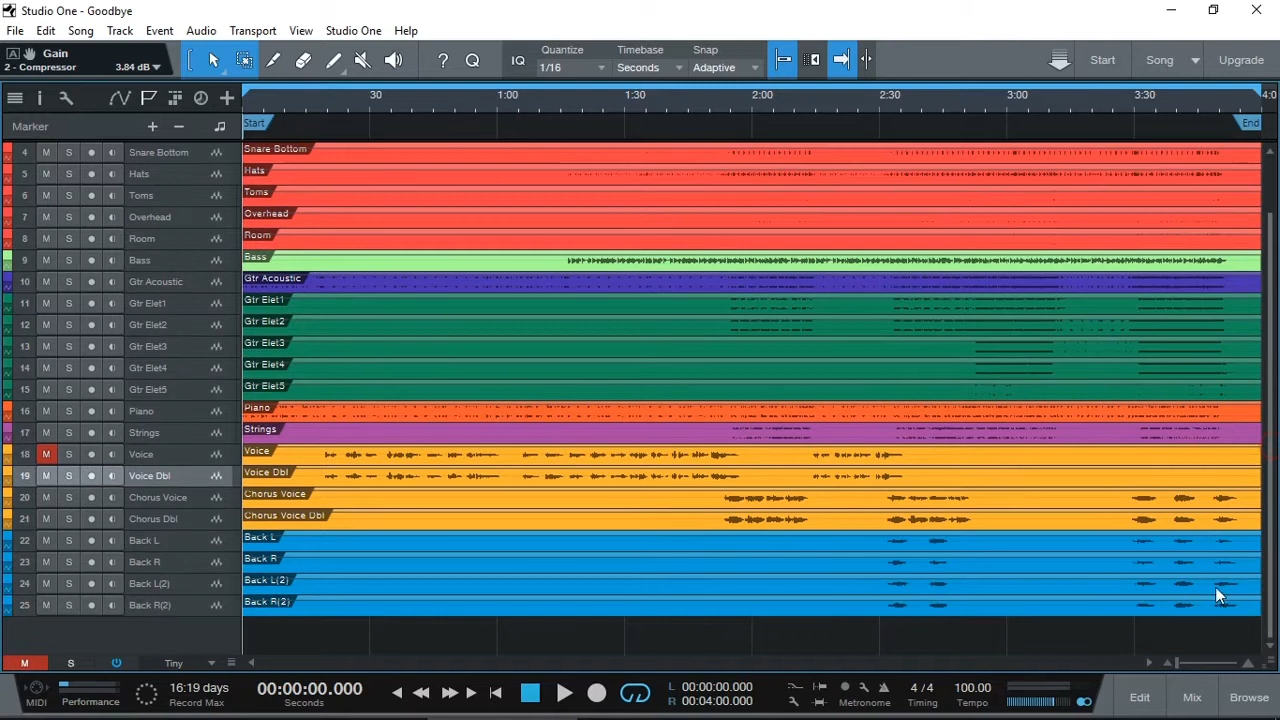 Studio One - Goodbye
File Edit Song Track Event Audio Transport View Studio One Help
A Gain
2 - Compressor 3.84 dB
? IQ
Quantize Timebase Snap
1/16 Seconds Adaptive
Start Song Upgrade
30 1:00 1:30 2:00 2:30 3:00 3:30 4:0
Marker
Start End
4 M S Snare Bottom Snare Bottom
5 M S Hats Hats
6 M S Toms Toms
7 M S Overhead Overhead
8 M S Room Room
9 M S Bass Bass
10 M S Gtr Acoustic Gtr Acoustic
11 M S Gtr Elet1 Gtr Elet1
12 M S Gtr Elet2 Gtr Elet2
13 M S Gtr Elet3 Gtr Elet3
14 M S Gtr Elet4 Gtr Elet4
15 M S Gtr Elet5 Gtr Elet5
16 M S Piano Piano
17 M S Strings Strings
18 M S Voice Voice
19 M S Voice Dbl Voice Dbl
20 M S Chorus Voice Chorus Voice
21 M S Chorus Dbl Chorus Voice Dbl
22 M S Back L Back L
23 M S Back R Back R
24 M S Back L(2) Back L(2)
25 M S Back R(2) Back R(2)
M S Tiny
MIDI Performance
16:19 days
Record Max
00:00:00.000
Seconds
L 00:00:00.000
R 00:04:00.000
Metronome
4 / 4
Timing
100.00
Tempo
Edit Mix Browse